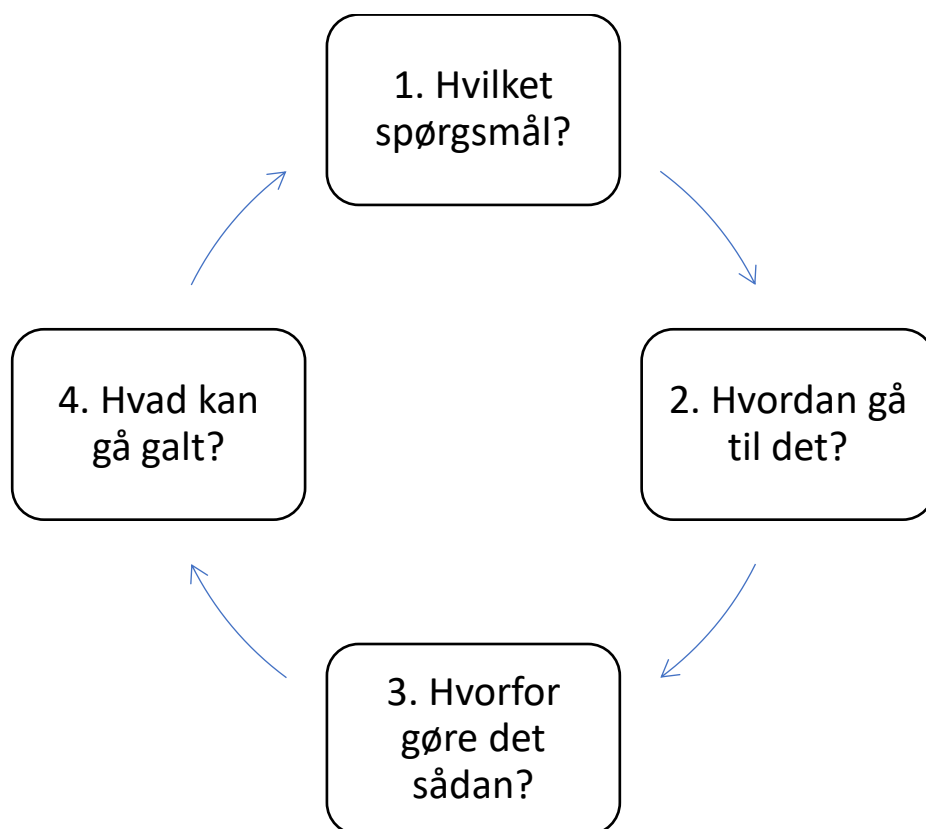 1. Hvilket
spørgsmål?
2. Hvordan gå
til det?
3. Hvorfor
gøre det
sådan?
4. Hvad kan
gå galt?